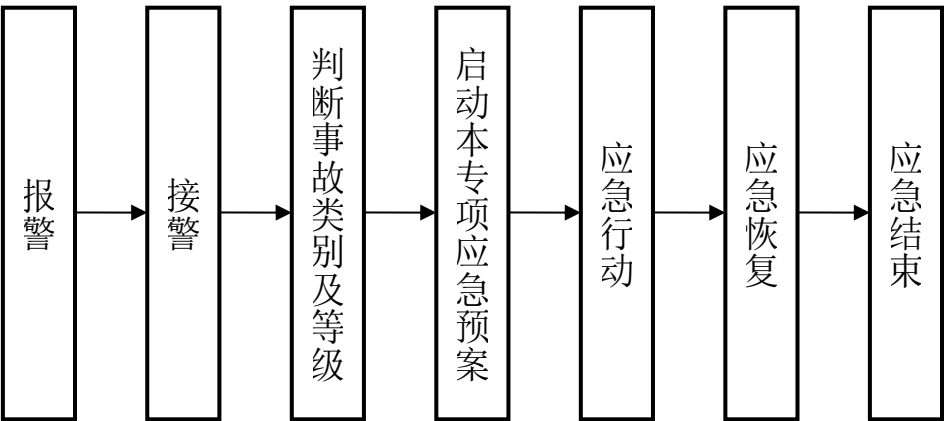 报警
接警
判断事故类别及等级
启动本专项应急预案
应急行动
应急恢复
应急结束